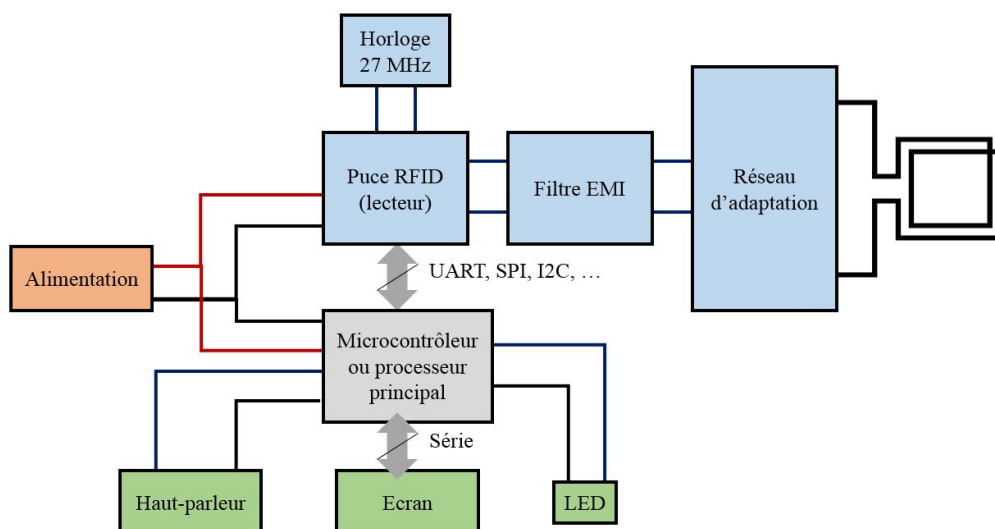 Horloge
27 MHz
Puce RFID
(lecteur)
Filtre EMI
Réseau
d’adaptation
Alimentation
UART, SPI, I2C, …
Microcontrôleur
ou processeur
principal
Série
Haut-parleur
Ecran
LED